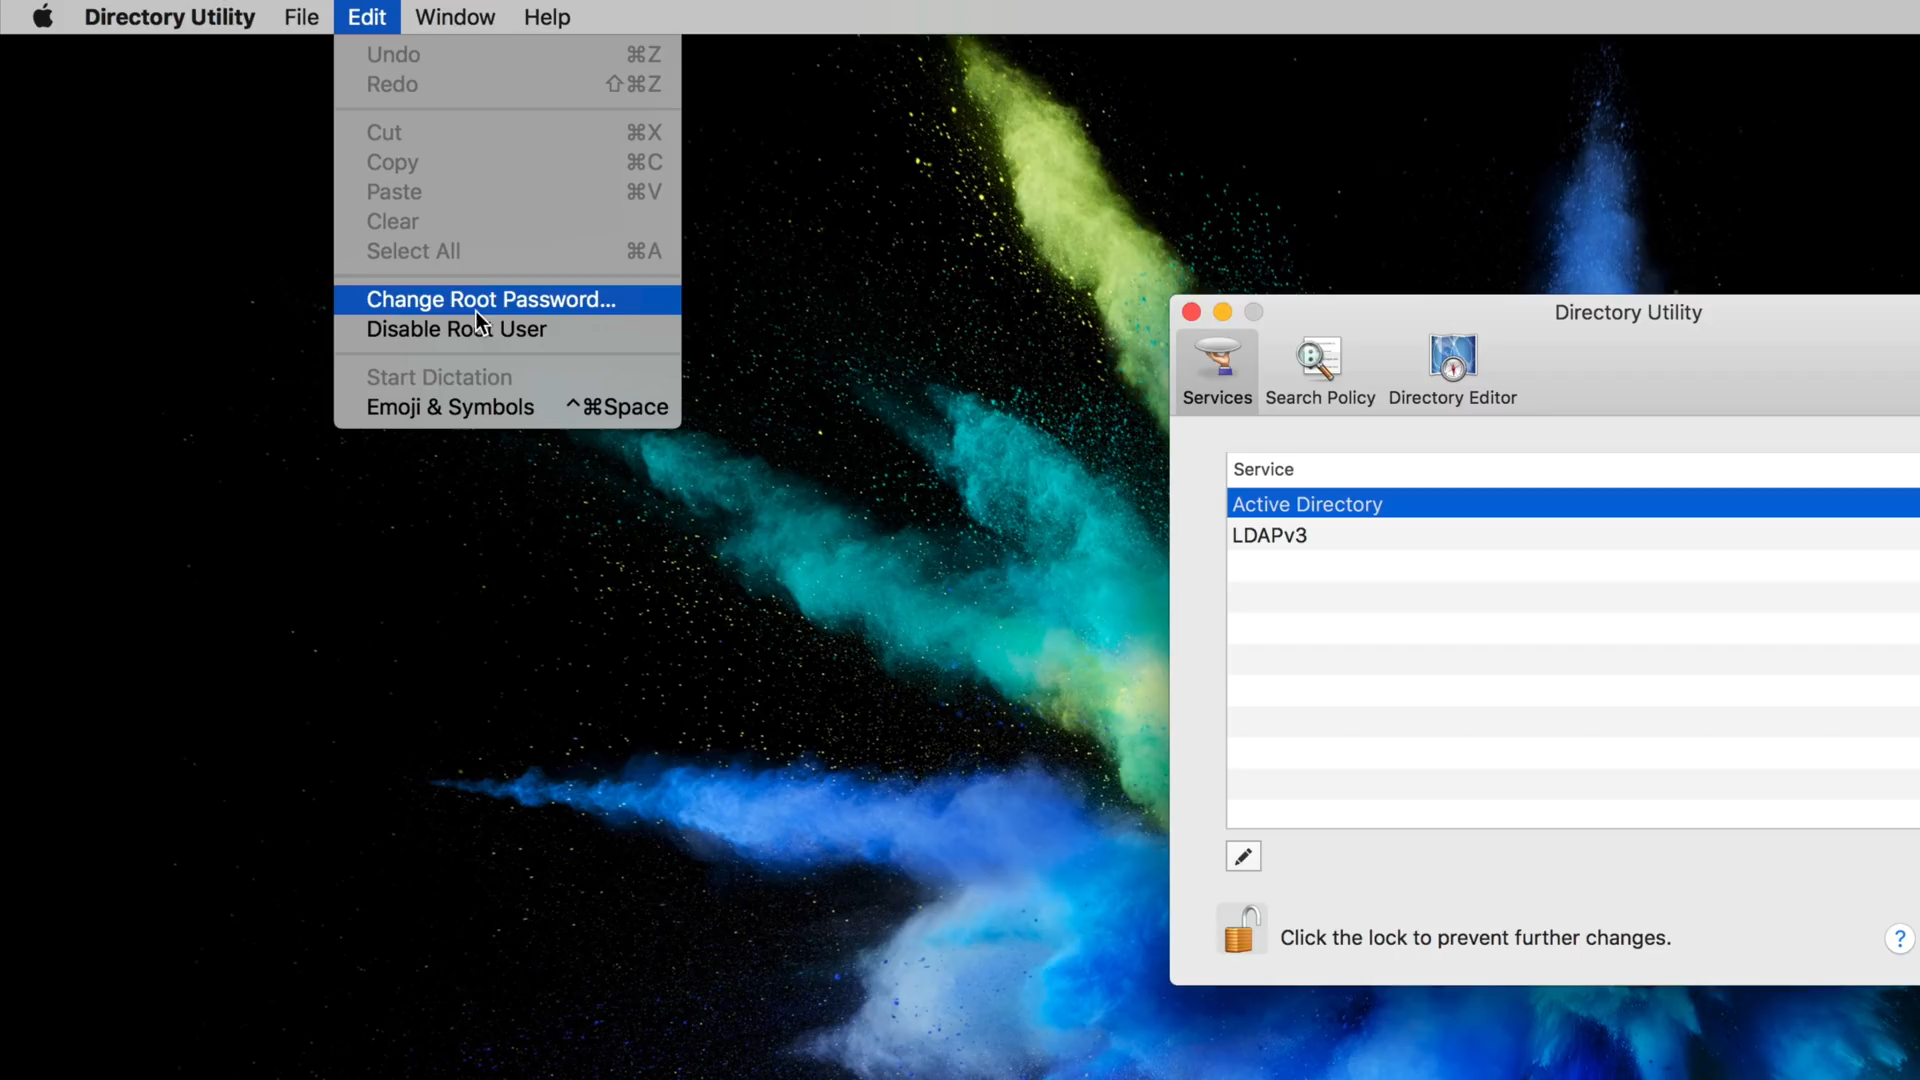 Directory Utility File Edit Window Help
Undo ⌘Z
Redo ⇧⌘Z
Cut ⌘X
Copy ⌘C
Paste ⌘V
Clear
Select All ⌘A
Change Root Password...
Disable Root User
Start Dictation
Emoji & Symbols ^⌘Space
Directory Utility
Services Search Policy Directory Editor
Service
Active Directory
LDAPv3
Click the lock to prevent further changes.
?